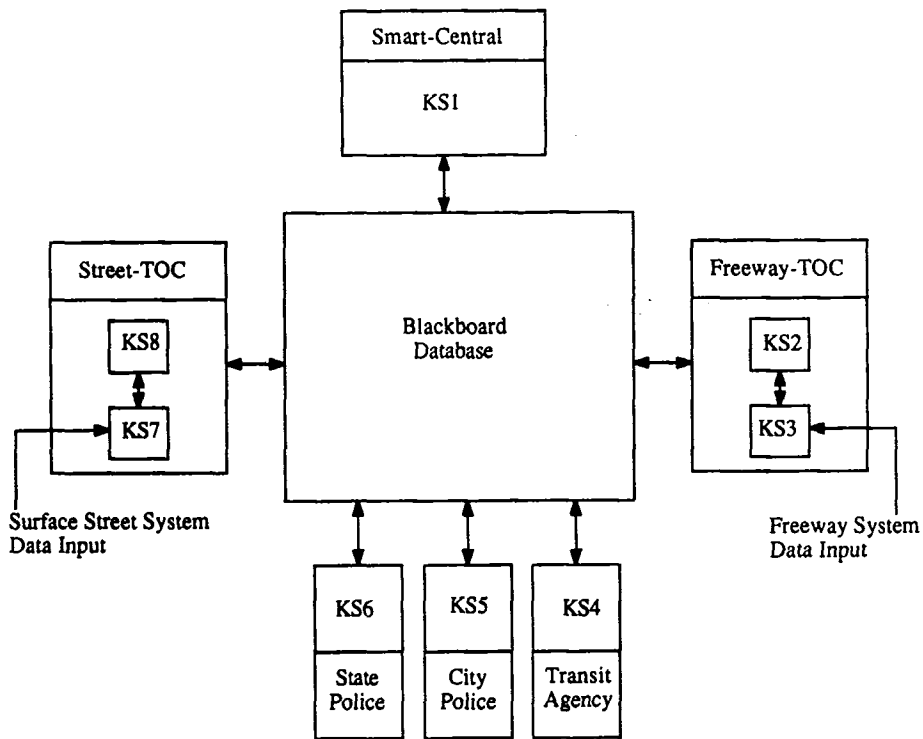 Smart-Central
KS1
Street-TOC
KS8
KS7
Surface Street System
Data Input
Blackboard
Database
Freeway-TOC
KS2
KS3
Freeway System
Data Input
KS6
State
Police
KS5
City
Police
KS4
Transit
Agency